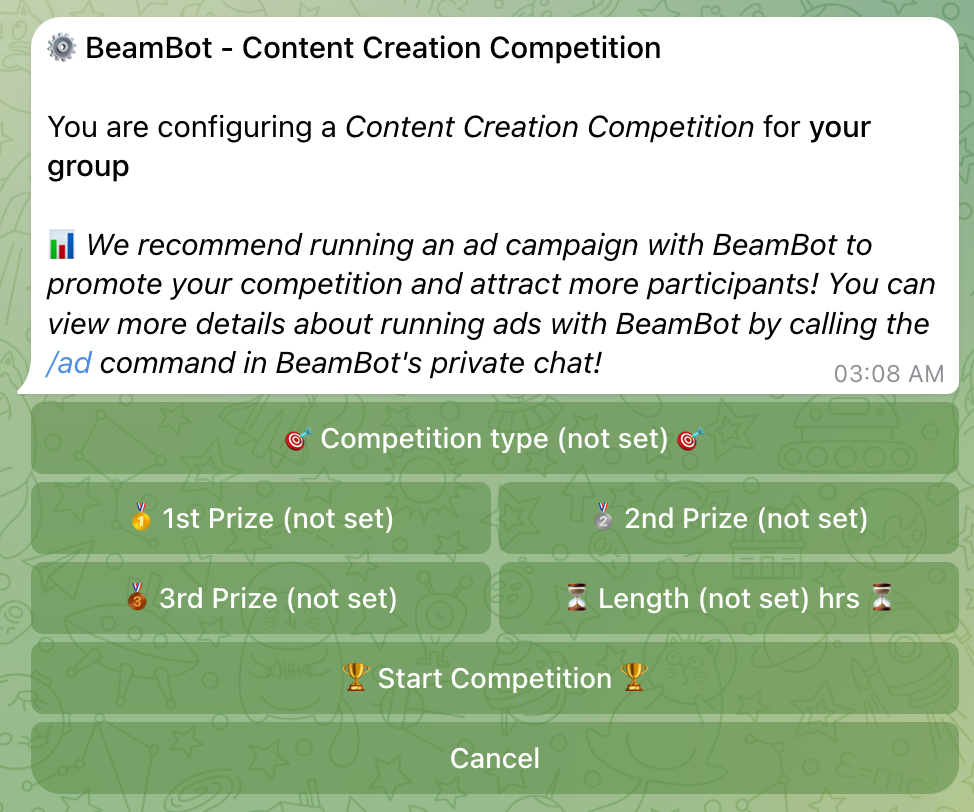 ⚙️ BeamBot - Content Creation Competition
You are configuring a Content Creation Competition for your
group
📊 We recommend running an ad campaign with BeamBot to
promote your competition and attract more participants! You can
view more details about running ads with BeamBot by calling the
/ad command in BeamBot's private chat!
03:08 AM
🎯 Competition type (not set) 🎯
🥇 1st Prize (not set)
🥈 2nd Prize (not set)
🥉 3rd Prize (not set)
⏳ Length (not set) hrs ⏳
🏆 Start Competition 🏆
Cancel